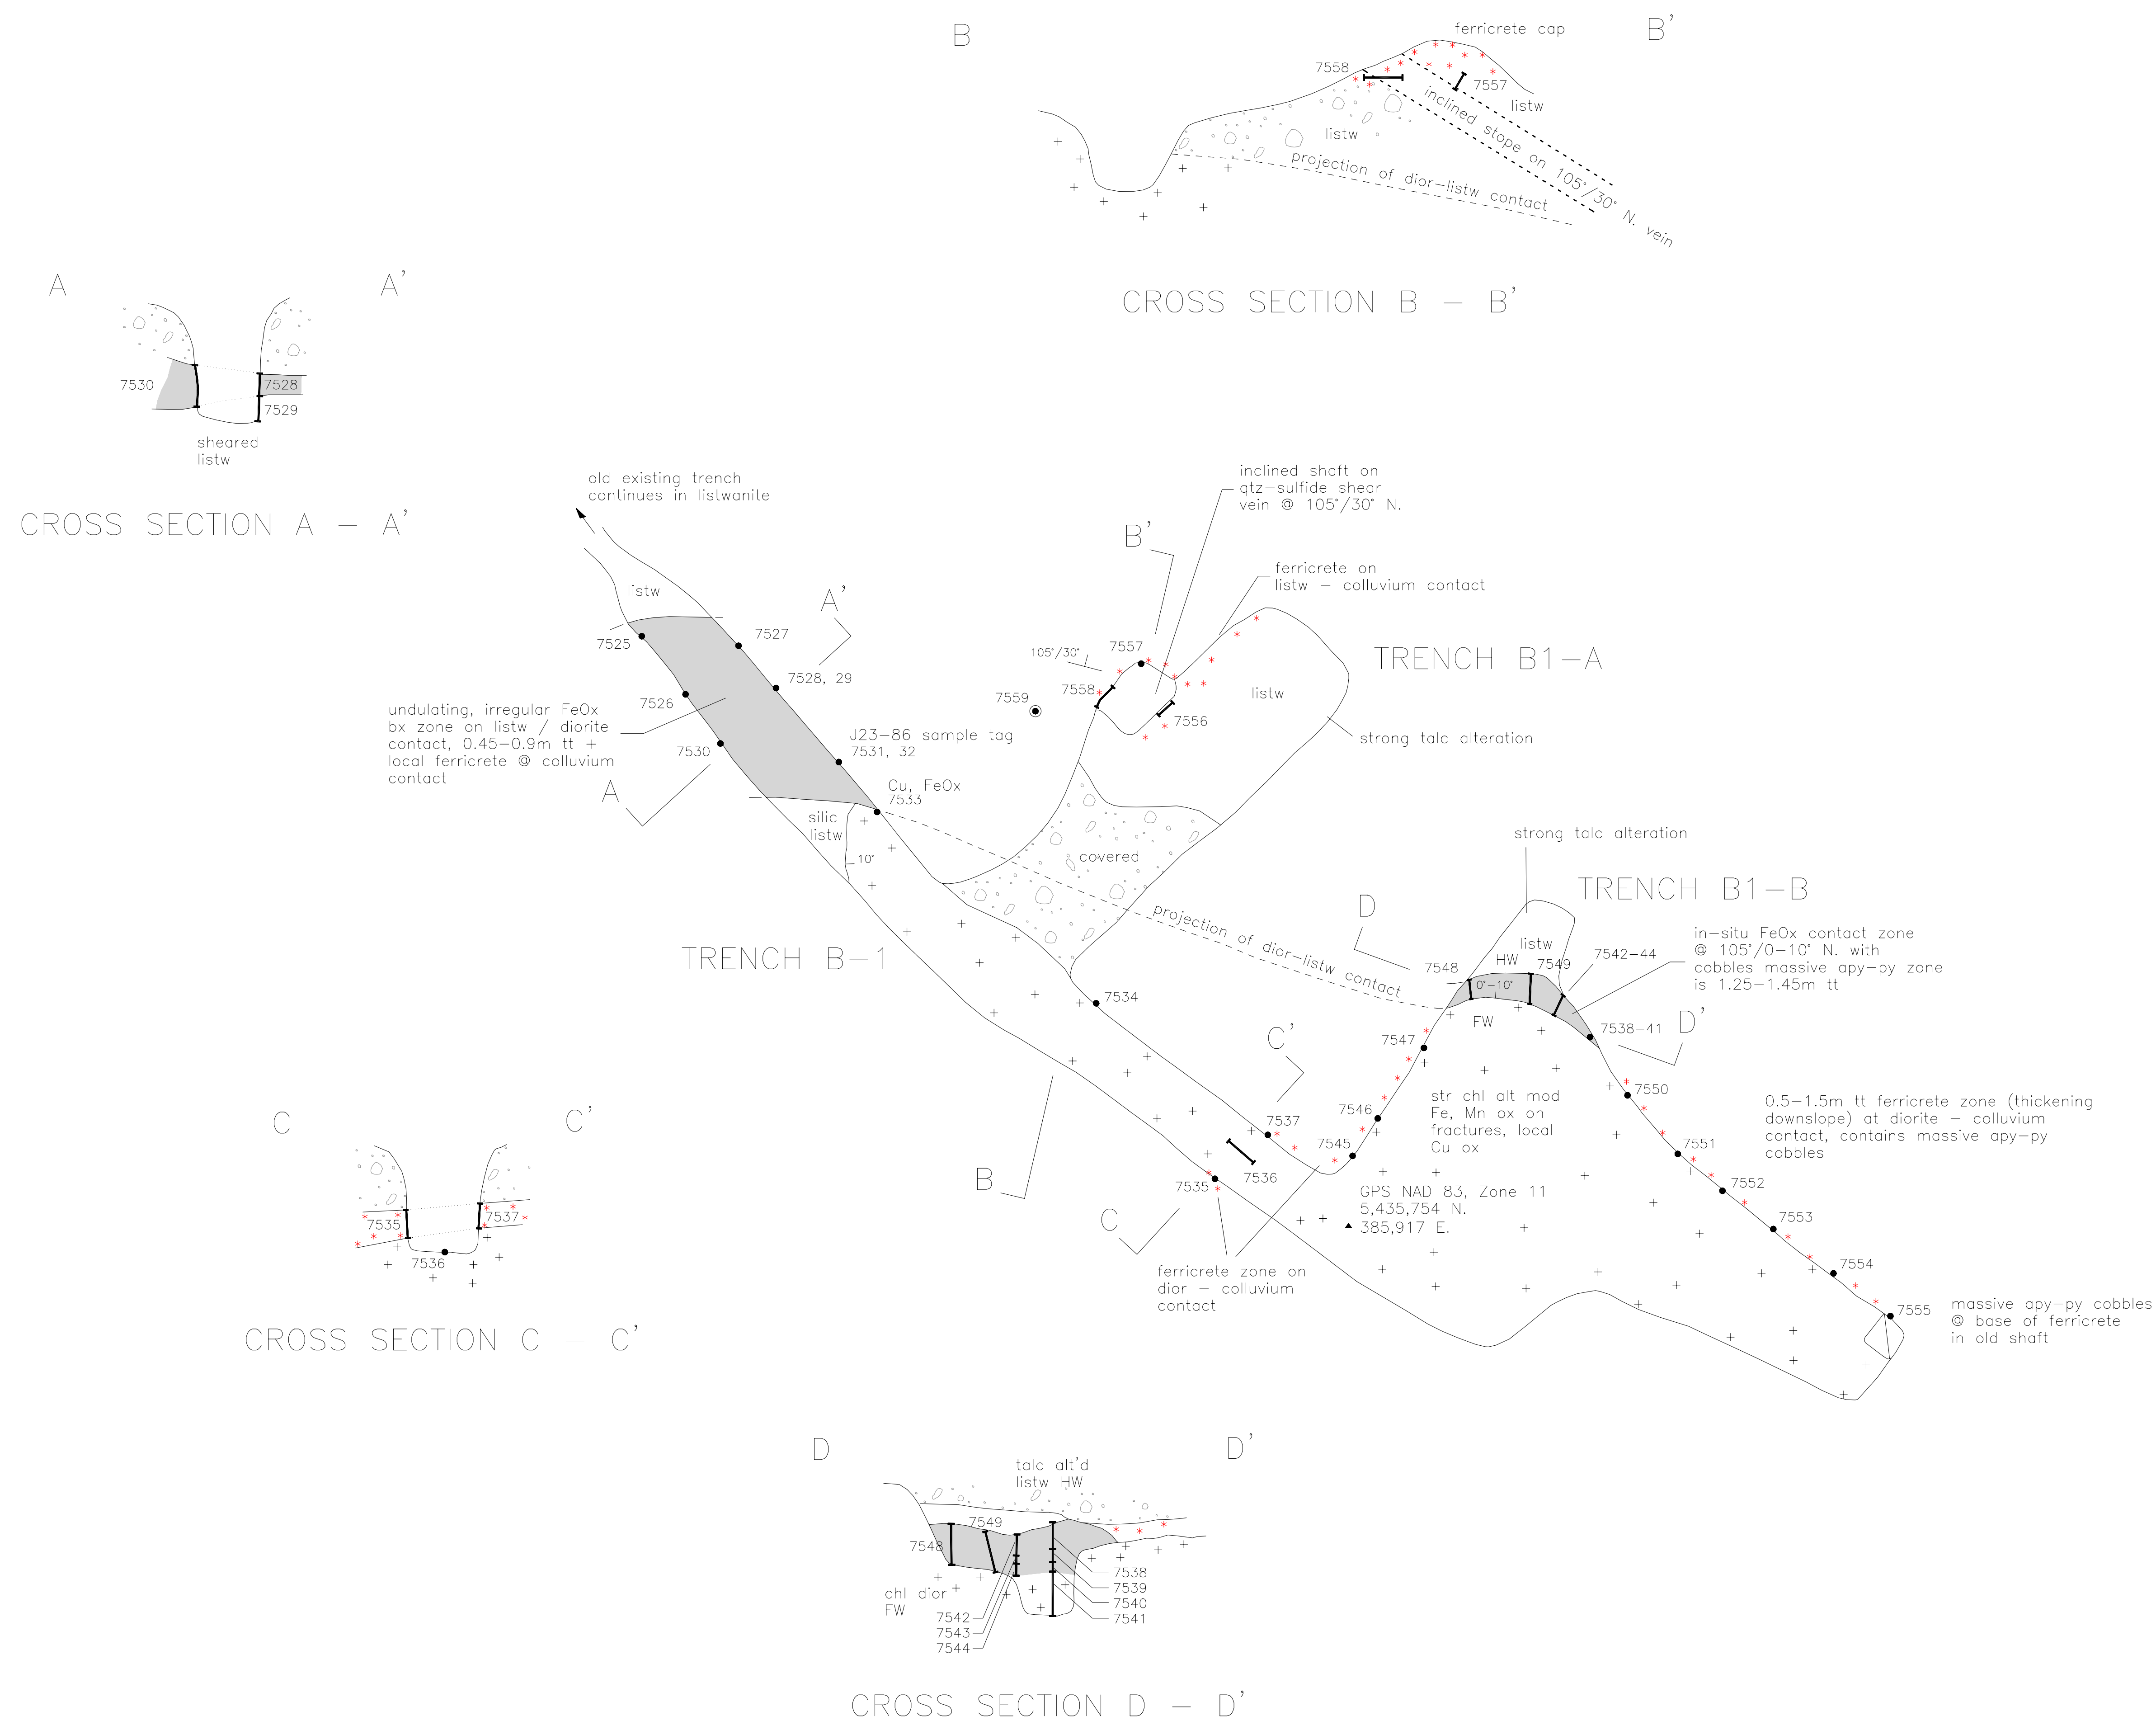 B
B'
ferricrete cap
7558
7557
listw
inclined stope on 105°/30° N. vein
listw
projection of dior-listw contact
CROSS SECTION B - B'
A
A'
7530
7528
7529
sheared
listw
CROSS SECTION A - A'
old existing trench
continues in listwanite
inclined shaft on
qtz-sulfide shear
vein @ 105°/30° N.
B'
ferricrete on
listw - colluvium contact
listw
A'
7525
7527
105°/30°
7557
TRENCH B1-A
7528, 29
7558
listw
7559
7526
7556
undulating, irregular FeOx
bx zone on listw / diorite
contact, 0.45-0.9m tt +
local ferricrete @ colluvium
contact
7530
J23-86 sample tag
7531, 32
strong talc alteration
A
Cu, FeOx
7533
silic
listw
10°
covered
strong talc alteration
TRENCH B1-B
D
projection of dior-listw contact
TRENCH B-1
listw
HW
7548
7549
7542-44
in-situ FeOx contact zone
@ 105°/0-10° N. with
cobbles massive apy-py zone
is 1.25-1.45m tt
0°-10°
FW
7534
7538-41
D'
C'
7547
7550
str chl alt mod
Fe, Mn ox on
fractures, local
Cu ox
0.5-1.5m tt ferricrete zone (thickening
downslope) at diorite - colluvium
contact, contains massive apy-py
cobbles
7546
7537
7545
7551
B
7536
7535
7552
GPS NAD 83, Zone 11
5,435,754 N.
385,917 E.
C
7553
7554
ferricrete zone on
dior - colluvium
contact
7555
massive apy-py cobbles
@ base of ferricrete
in old shaft
C
C'
7535
7537
7536
CROSS SECTION C - C'
D
D'
talc alt'd
listw HW
7549
7548
7538
7539
7540
7541
chl dior
FW
7542
7543
7544
CROSS SECTION D - D'